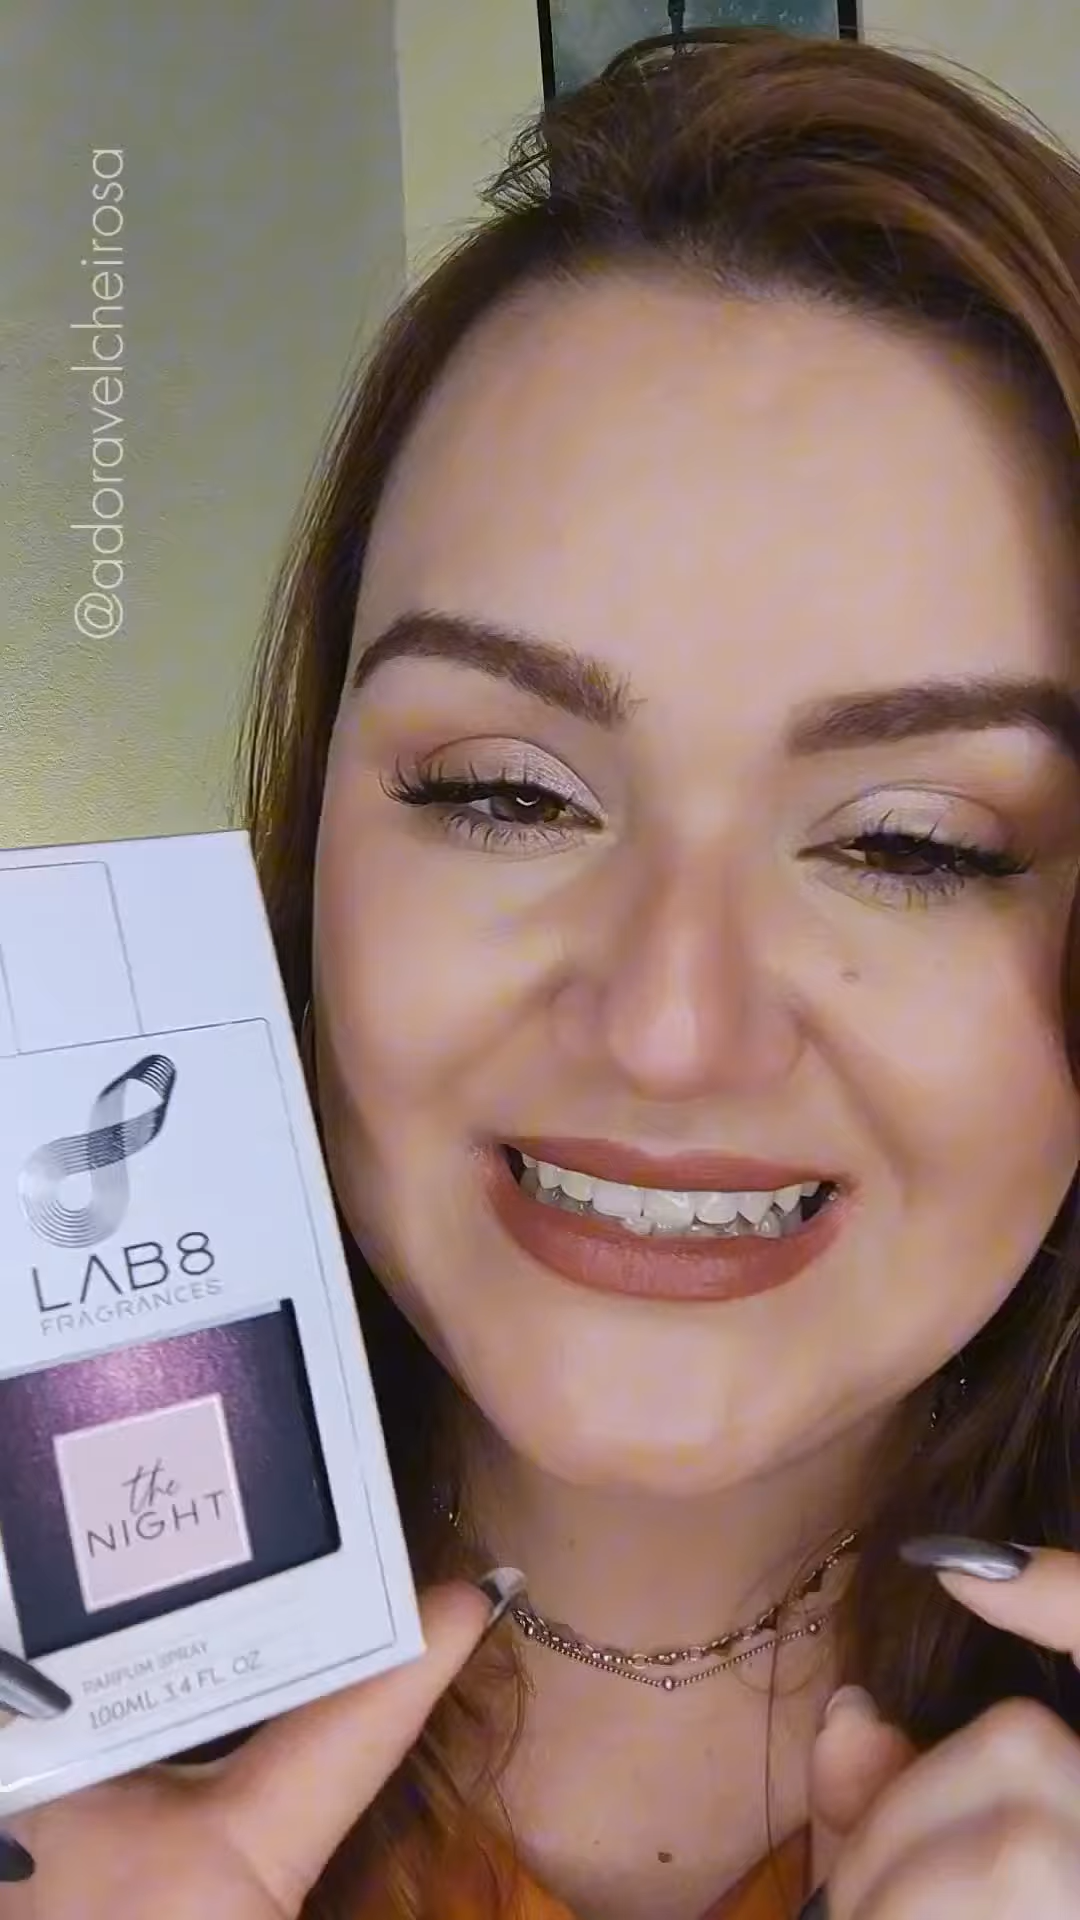 @adoravelcheirosa
LAB8
FRAGRANCES
the
NIGHT
PARFUM SPRAY
100ML 3.4 FL. OZ